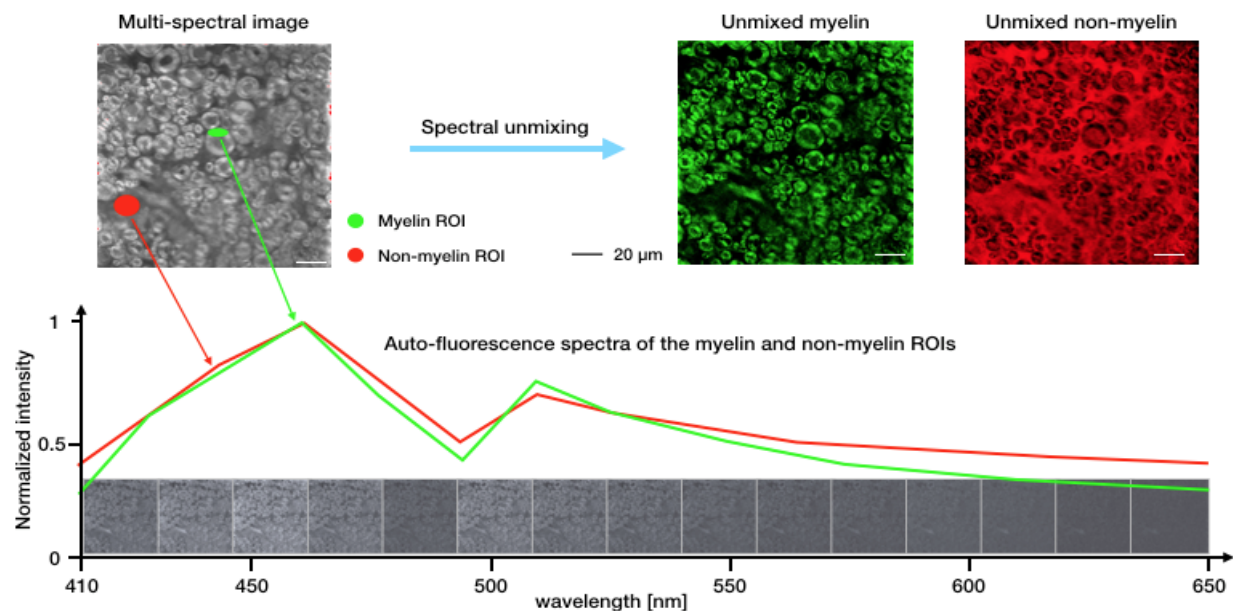 Multi-spectral image
Unmixed myelin
Unmixed non-myelin
Spectral unmixing
Myelin ROI
Non-myelin ROI
20 μm
Auto-fluorescence spectra of the myelin and non-myelin ROIs
Normalized intensity
1
0.5
0
410
450
500
550
600
650
wavelength [nm]